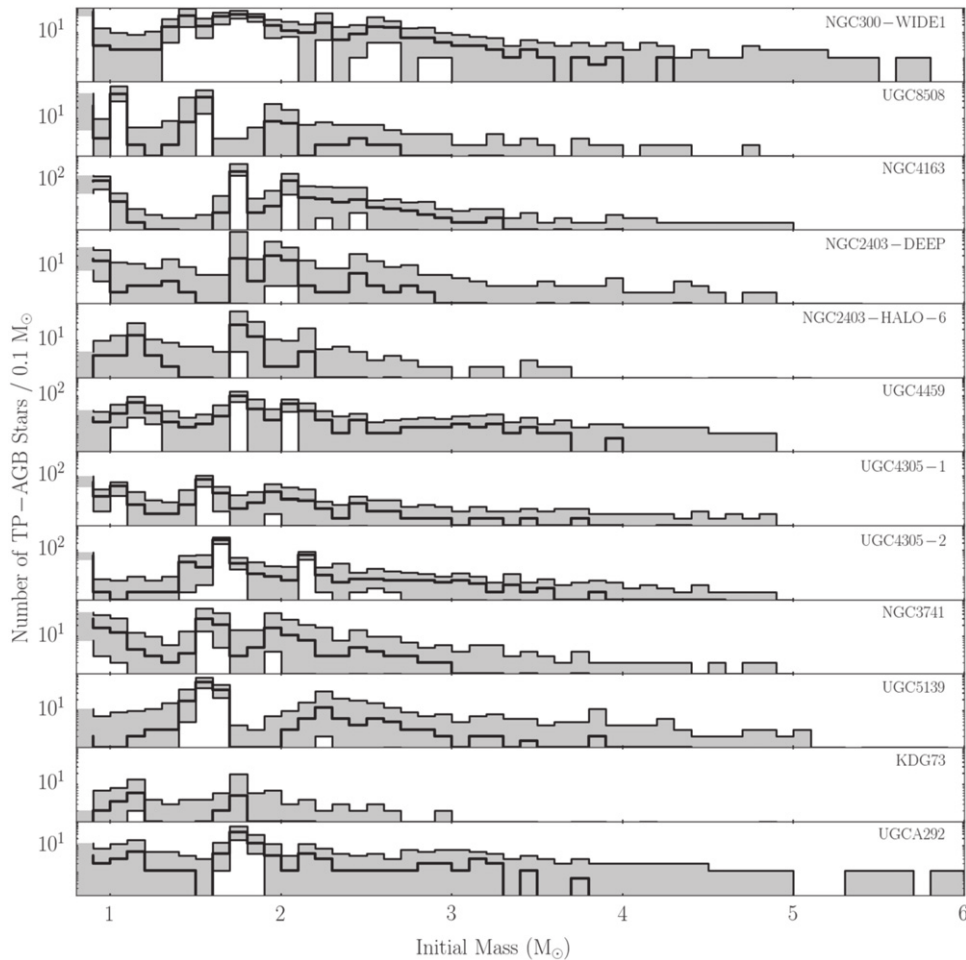 NGC300−WIDE1
10¹
UGC8508
10¹
NGC4163
10²
NGC2403−DEEP
10¹
NGC2403−HALO−6
10¹
UGC4459
10²
UGC4305−1
10²
UGC4305−2
10²
NGC3741
10¹
UGC5139
10¹
KDG73
10¹
UGCA292
10¹
Number of TP−AGB Stars / 0.1 M☉
1 2 3 4 5 6
Initial Mass (M☉)